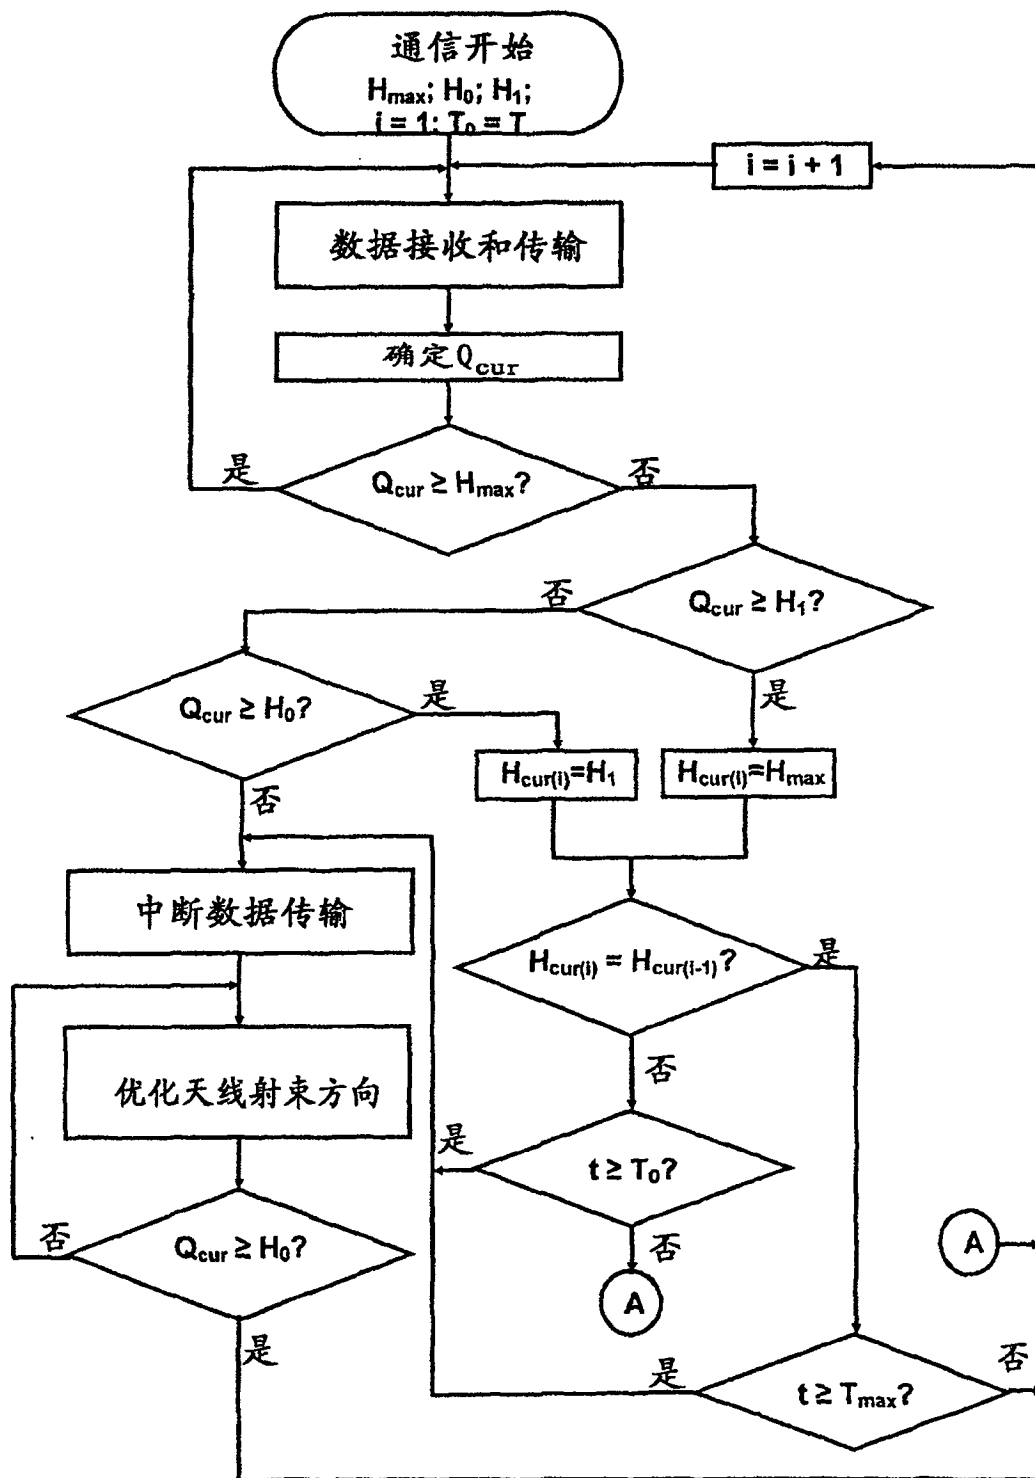 通信开始
Hmax; H0; H1;
i = 1; T0 = T
i = i + 1
数据接收和传输
确定Qcur
Qcur ≥ Hmax?
是
否
Qcur ≥ H1?
否
是
Qcur ≥ H0?
是
否
Hcur(i)=H1
Hcur(i)=Hmax
中断数据传输
Hcur(i) = Hcur(i-1)?
是
否
优化天线射束方向
t ≥ T0?
是
否
A
A
Qcur ≥ H0?
否
是
t ≥ Tmax?
是
否